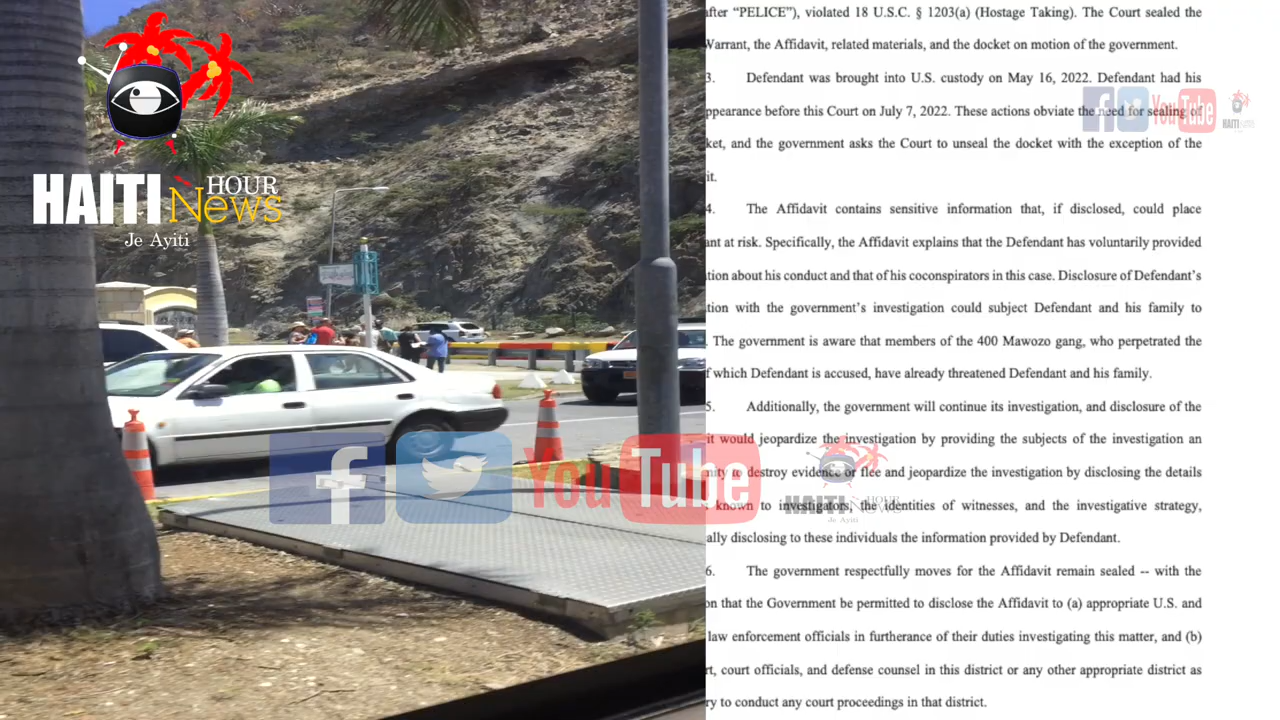 HAITI HOUR
News
Je Ayiti
f YouTube
HAITI HOUR
News
Je Ayiti
YouTube
after “PELICE”), violated 18 U.S.C. § 1203(a) (Hostage Taking). The Court sealed the
Warrant, the Affidavit, related materials, and the docket on motion of the government.
3. Defendant was brought into U.S. custody on May 16, 2022. Defendant had his
ppearance before this Court on July 7, 2022. These actions obviate the need for sealing of
ket, and the government asks the Court to unseal the docket with the exception of the
it.
4. The Affidavit contains sensitive information that, if disclosed, could place
ant at risk. Specifically, the Affidavit explains that the Defendant has voluntarily provided
tion about his conduct and that of his coconspirators in this case. Disclosure of Defendant’s
tion with the government’s investigation could subject Defendant and his family to
. The government is aware that members of the 400 Mawozo gang, who perpetrated the
f which Defendant is accused, have already threatened Defendant and his family.
5. Additionally, the government will continue its investigation, and disclosure of the
it would jeopardize the investigation by providing the subjects of the investigation an
nity to destroy evidence or flee and jeopardize the investigation by disclosing the details
known to investigators, the identities of witnesses, and the investigative strategy,
ally disclosing to these individuals the information provided by Defendant.
6. The government respectfully moves for the Affidavit remain sealed -- with the
on that the Government be permitted to disclose the Affidavit to (a) appropriate U.S. and
law enforcement officials in furtherance of their duties investigating this matter, and (b)
rt, court officials, and defense counsel in this district or any other appropriate district as
ry to conduct any court proceedings in that district.